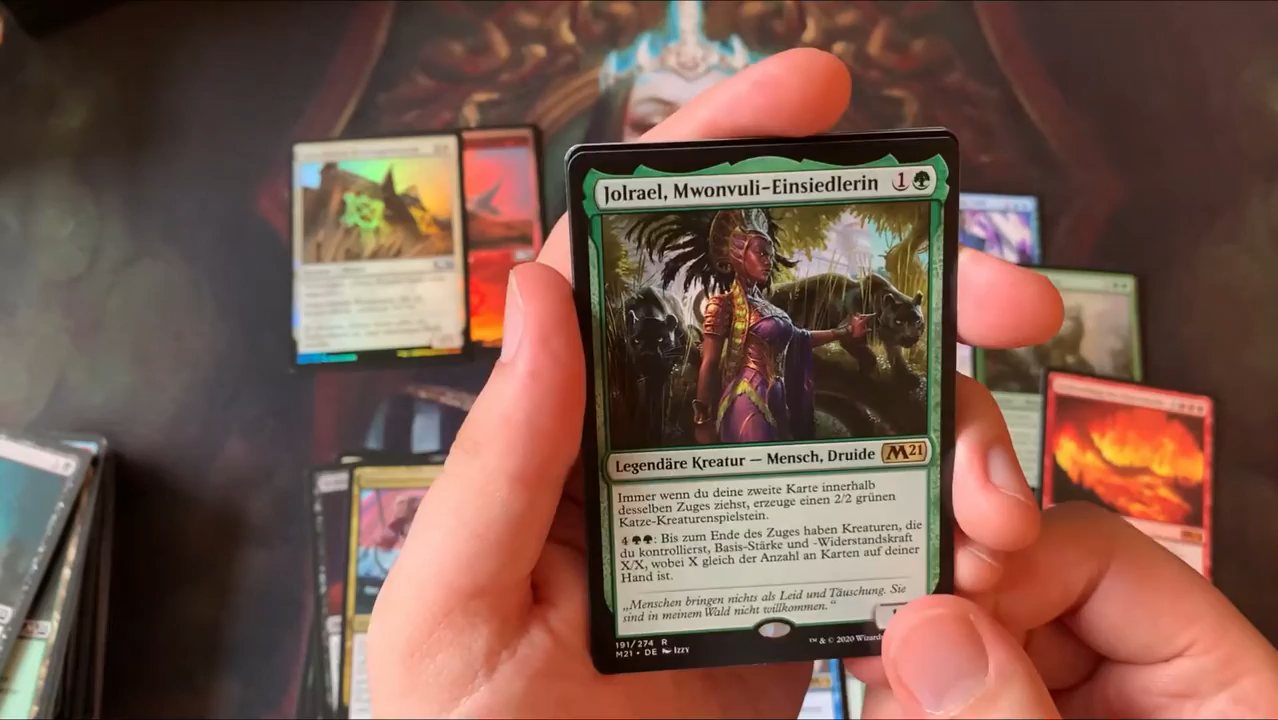 Jolrael, Mwonvuli-Einsiedlerin 1
Legendäre Kreatur — Mensch, Druide M21
Immer wenn du deine zweite Karte innerhalb
desselben Zuges ziehst, erzeuge einen 2/2 grünen
Katze-Kreaturenspielstein.
4 : Bis zum Ende des Zuges haben Kreaturen, die
du kontrollierst, Basis-Stärke und -Widerstandskraft
X/X, wobei X gleich der Anzahl an Karten auf deiner
Hand ist.
„Menschen bringen nichts als Leid und Täuschung. Sie
sind in meinem Wald nicht willkommen.“
191/274 R
M21 • DE Izzy
™ & © 2020 Wizards